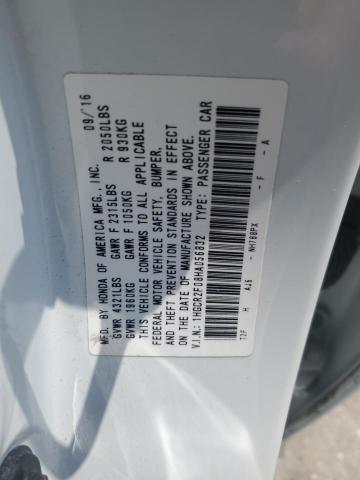 MFD. BY HONDA OF AMERICA MFG., INC. 09/'16
GVWR 4321LBS GAWR F 2315LBS R 2050LBS
GVWR 1960KG GAWR F 1050KG R 930KG
THIS VEHICLE CONFORMS TO ALL APPLICABLE
FEDERAL MOTOR VEHICLE SAFETY, BUMPER,
AND THEFT PREVENTION STANDARDS IN EFFECT
ON THE DATE OF MANUFACTURE SHOWN ABOVE.
V.I.N.: 1HGCR2F08HA056832 TYPE: PASSENGER CAR
T2F H AJ6 - NH788PX - F - A